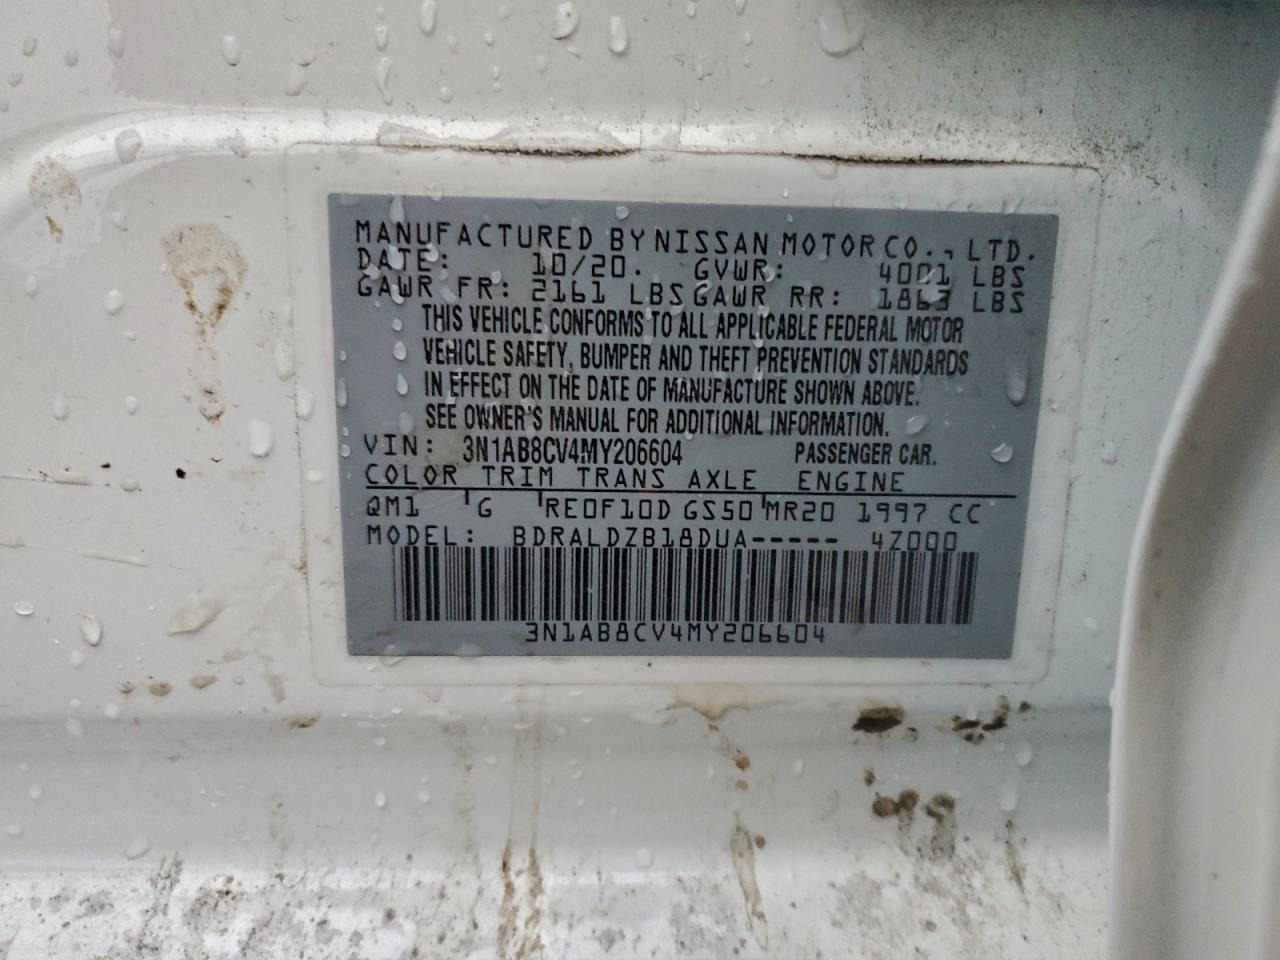 MANUFACTURED BY NISSAN MOTOR CO., LTD.
DATE: 10/20. GVWR: 4001 LBS
GAWR FR: 2161 LBS GAWR RR: 1863 LBS
THIS VEHICLE CONFORMS TO ALL APPLICABLE FEDERAL MOTOR
VEHICLE SAFETY, BUMPER AND THEFT PREVENTION STANDARDS
IN EFFECT ON THE DATE OF MANUFACTURE SHOWN ABOVE.
SEE OWNER'S MANUAL FOR ADDITIONAL INFORMATION.
VIN: 3N1AB8CV4MY206604 PASSENGER CAR.
COLOR TRIM TRANS AXLE ENGINE
QM1 G RE0F10D GS50 MR20 1997 CC
MODEL: BDRALDZB18DUA----- 4Z000
3N1AB8CV4MY206604